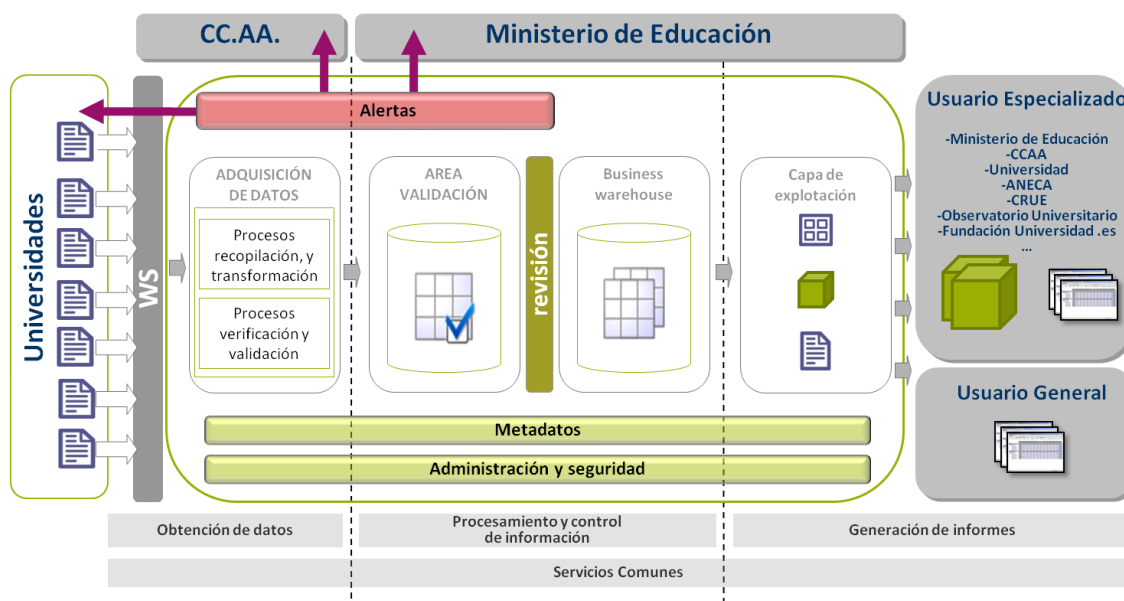 CC.AA.
Ministerio de Educación
Universidades
WS
Alertas
ADQUISICIÓN
DE DATOS
Procesos
recopilación, y
transformación
Procesos
verificación y
validación
AREA
VALIDACIÓN
revisión
Business
warehouse
Capa de
explotación
Usuario Especializado
-Ministerio de Educación
-CCAA
-Universidad
-ANECA
-CRUE
-Observatorio Universitario
-Fundación Universidad .es
...
Usuario General
Metadatos
Administración y seguridad
Obtención de datos
Procesamiento y control
de información
Generación de informes
Servicios Comunes